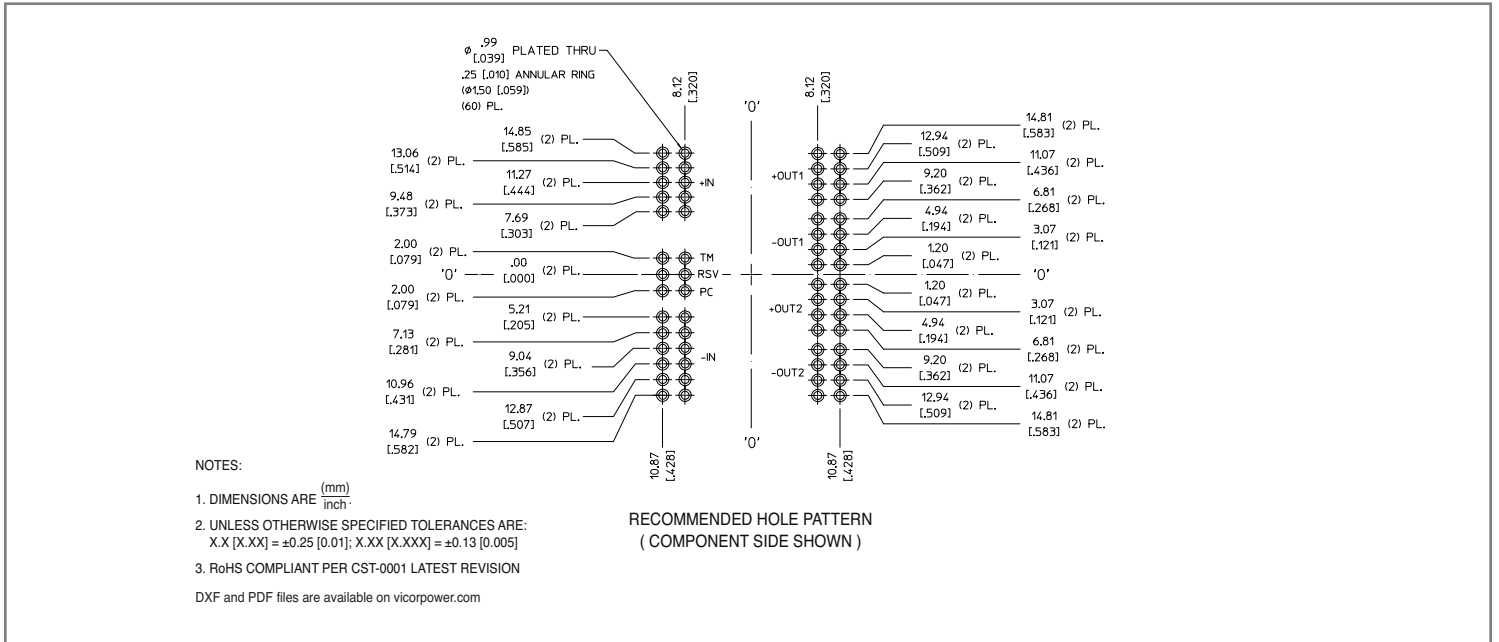 ø .99 [.039] PLATED THRU
.25 [.010] ANNULAR RING
(ø1.50 [.059])
(60) PL.
8.12 [.320]
'0'
8.12 [.320]
14.85 [.585] (2) PL.
13.06 [.514] (2) PL.
11.27 [.444] (2) PL.
9.48 [.373] (2) PL.
7.69 [.303] (2) PL.
2.00 [.079] (2) PL.
'0'
.00 [.000] (2) PL.
2.00 [.079] (2) PL.
5.21 [.205] (2) PL.
7.13 [.281] (2) PL.
9.04 [.356] (2) PL.
10.96 [.431] (2) PL.
12.87 [.507] (2) PL.
14.79 [.582] (2) PL.
+IN
TM
RSV
PC
-IN
+OUT1
-OUT1
+OUT2
-OUT2
14.81 [.583] (2) PL.
12.94 [.509] (2) PL.
11.07 [.436] (2) PL.
9.20 [.362] (2) PL.
6.81 [.268] (2) PL.
4.94 [.194] (2) PL.
3.07 [.121] (2) PL.
1.20 [.047] (2) PL.
'0'
1.20 [.047] (2) PL.
3.07 [.121] (2) PL.
4.94 [.194] (2) PL.
6.81 [.268] (2) PL.
9.20 [.362] (2) PL.
11.07 [.436] (2) PL.
12.94 [.509] (2) PL.
14.81 [.583] (2) PL.
10.87 [.428]
'0'
10.87 [.428]
NOTES:
1. DIMENSIONS ARE (mm) inch.
2. UNLESS OTHERWISE SPECIFIED TOLERANCES ARE:
X.X [X.XX] = ±0.25 [0.01]; X.XX [X.XXX] = ±0.13 [0.005]
3. RoHS COMPLIANT PER CST-0001 LATEST REVISION
DXF and PDF files are available on vicorpower.com
RECOMMENDED HOLE PATTERN
( COMPONENT SIDE SHOWN )